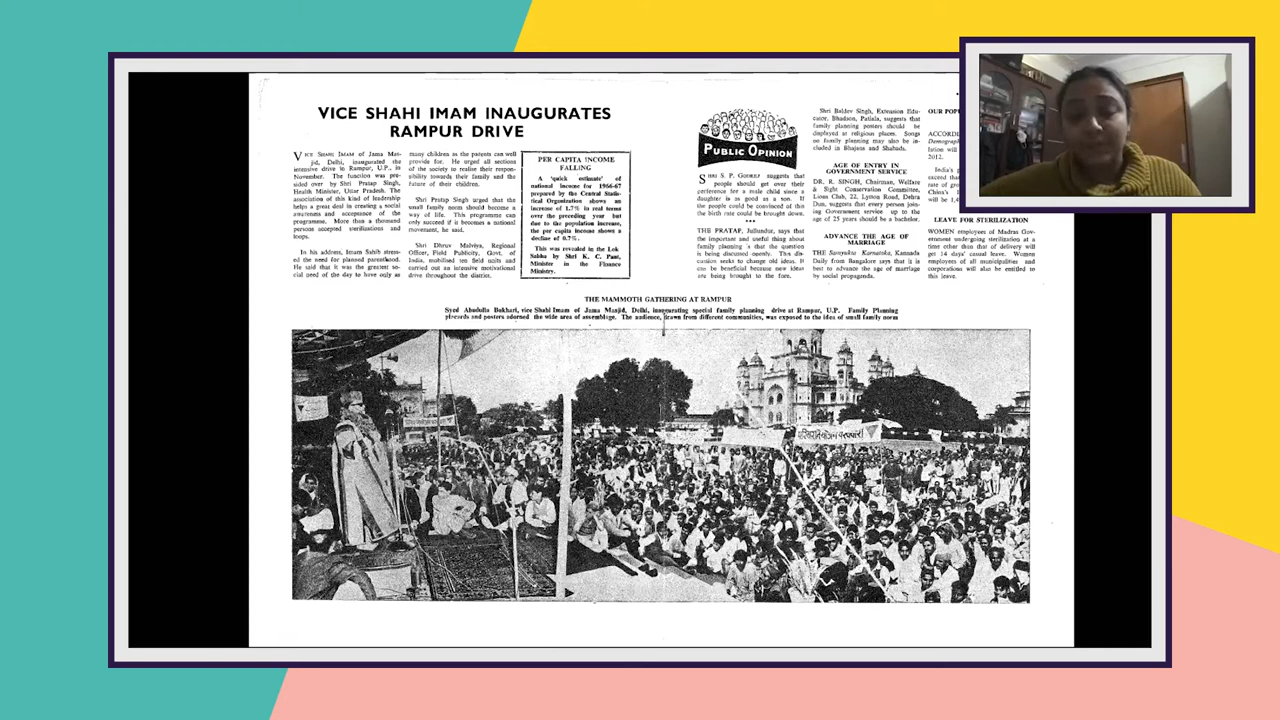 VICE SHAHI IMAM INAUGURATES
RAMPUR DRIVE
VICE SHAHI IMAM of Jama Mas-
jid, Delhi, inaugurated the
intensive drive in Rampur, U.P., in
November. The function was pre-
sided over by Shri Pratap Singh,
Health Minister, Uttar Pradesh. The
association of this kind of leadership
helps a great deal in creating a social
awareness and acceptance of the
programme. More than a thousand
persons accepted sterilizations and
loops.
In his address, Imam Sahib stress-
ed the need for planned parenthood.
He said that it was the greatest so-
cial need of the day to have only as
many children as the parents can well
provide for. He urged all sections
of the society to realise their respon-
sibility towards their family and the
future of their children.
Shri Pratap Singh urged that the
small family norm should become a
way of life. This programme can
only succeed if it becomes a national
movement, he said.
Shri Dhruv Malviya, Regional
Officer, Field Publicity, Govt. of
India, mobilised ten field units and
carried out an intensive motivational
drive throughout the district.
PER CAPITA INCOME
FALLING
A 'quick estimate' of
national income for 1966-67
prepared by the Central Statis-
tical Organization shows an
increase of 1.7% in real terms
over the preceding year but
due to the population increase,
the per capita income shows a
decline of 0.7%.
This was revealed in the Lok
Sabha by Shri K. C. Pant,
Minister in the Finance
Ministry.
PUBLIC OPINION
SHRI S. P. suggests that
people should get over their
preference for a male child since a
daughter is as good as a son. If
the people could be convinced of this
the birth rate could be brought down.
***
THE PRATAP, Jullundur, says that
the important and useful thing about
family planning is that the question
is being discussed openly. This dis-
cussion seeks to change old ideas. It
can be beneficial because new ideas
are being brought to the fore.
Shri Baldev Singh, Extension Edu-
cator, Bhadson, Patiala, suggests that
family planning posters should be
displayed at religious places. Songs
on family planning may also be in-
cluded in Bhajans and Shabads.
AGE OF ENTRY IN
GOVERNMENT SERVICE
DR. R. SINGH, Chairman, Welfare
& Sight Conservation Committee,
Lions Club, 22, Lytton Road, Dehra
Dun, suggests that every person join-
ing Government service up to the
age of 25 years should be a bachelor.
ADVANCE THE AGE OF
MARRIAGE
THE Samyukta Karnataka, Kannada
Daily from Bangalore says that it is
best to advance the age of marriage
by social propaganda.
OUR POP
ACCORD
Demograp
lation will
2012.
India's
exceed tha
rate of gro
China's
will be 1,
LEAVE FOR STERILIZATION
WOMEN employees of Madras Gov-
ernment undergoing sterilization at a
time other than that of delivery will
get 14 days' casual leave. Women
employees of all municipalities and
corporations will also be entitled to
this leave.
THE MAMMOTH GATHERING AT RAMPUR
Syed Abudulla Bukhari, vice Shahi Imam of Jama Masjid, Delhi, inaugurating special family planning drive at Rampur, U.P. Family Planning
placards and posters adorned the wide area of assemblage. The audience, drawn from different communities, was exposed to the idea of small family norm